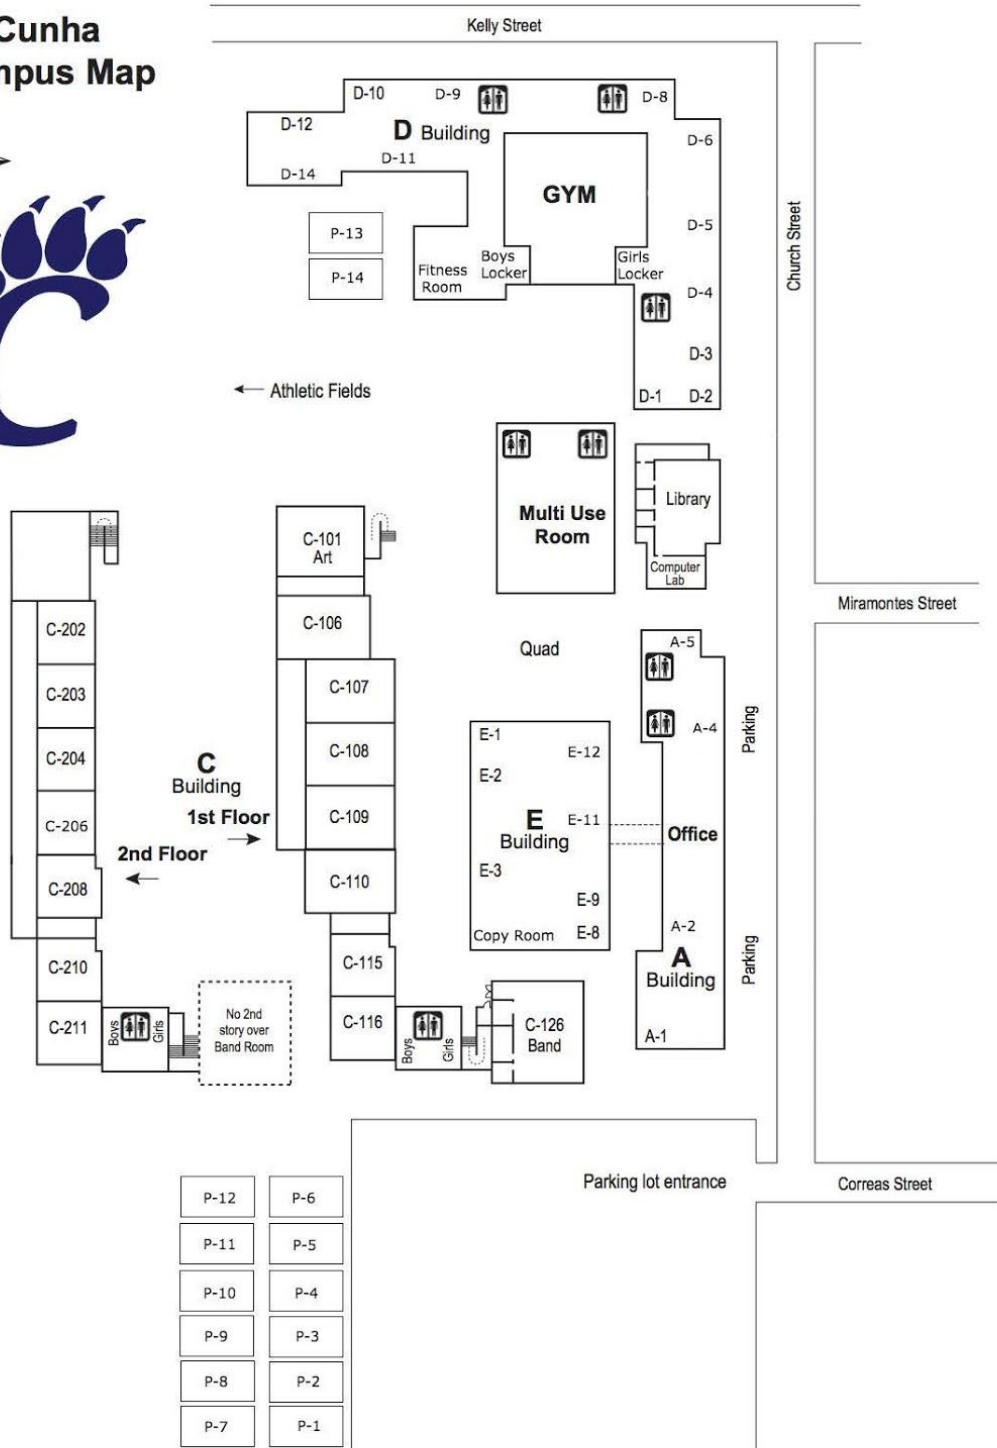 Kelly Street
Cunha
mpus Map
D-10
D-9
D-8
D-12
D Building
D-6
D-11
D-14
GYM
Church Street
P-13
D-5
P-14
Fitness
Room
Boys
Locker
Girls
Locker
D-4
D-3
Athletic Fields
D-1
D-2
Multi Use
Room
Library
Computer
Lab
C-101
Art
Miramontes Street
C-202
C-106
Quad
A-5
C-203
C-107
A-4
Parking
E-1
E-12
C-204
C
Building
C-108
E-2
1st Floor
C-206
C-109
E
Building
E-11
Office
2nd Floor
C-208
C-110
E-3
E-9
Copy Room
E-8
A-2
A
Building
Parking
C-210
C-115
C-211
Boys
Girls
No 2nd
story over
Band Room
C-116
Boys
Girls
C-126
Band
A-1
Parking lot entrance
Correas Street
P-12
P-6
P-11
P-5
P-10
P-4
P-9
P-3
P-8
P-2
P-7
P-1
C